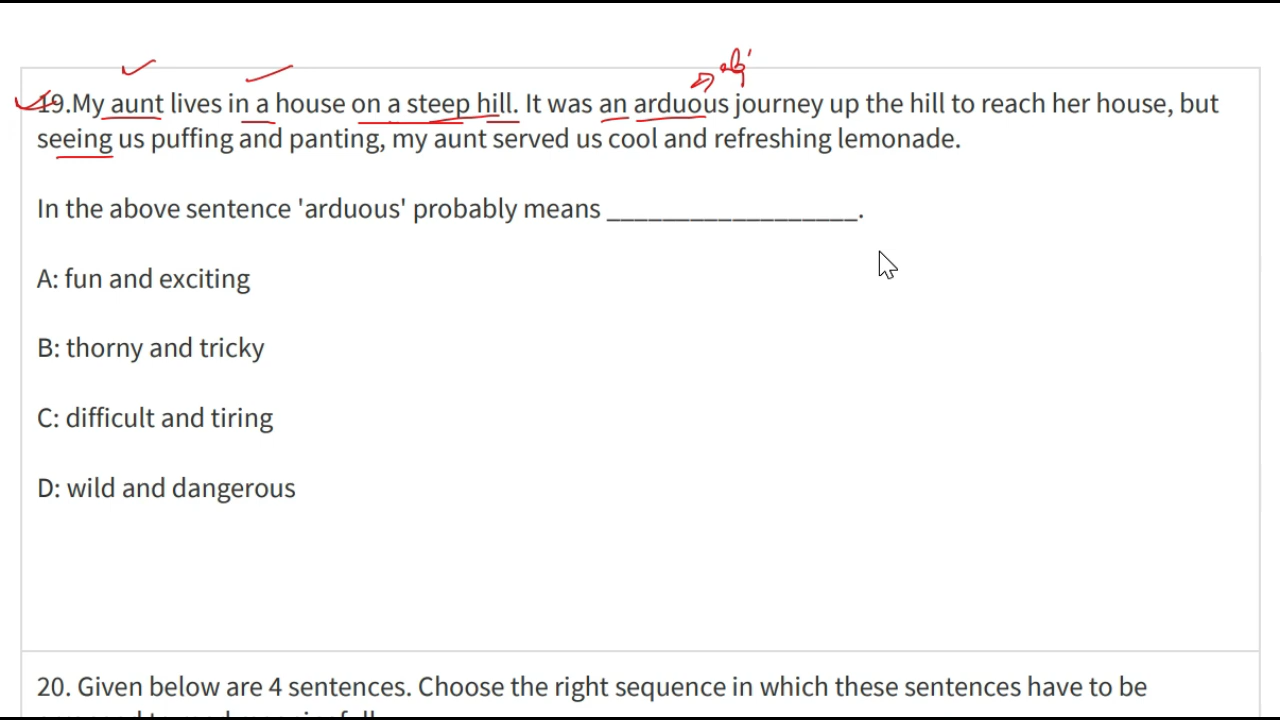 adj
19.My aunt lives in a house on a steep hill. It was an arduous journey up the hill to reach her house, but
seeing us puffing and panting, my aunt served us cool and refreshing lemonade.
In the above sentence 'arduous' probably means __________________.
A: fun and exciting
B: thorny and tricky
C: difficult and tiring
D: wild and dangerous
20. Given below are 4 sentences. Choose the right sequence in which these sentences have to be